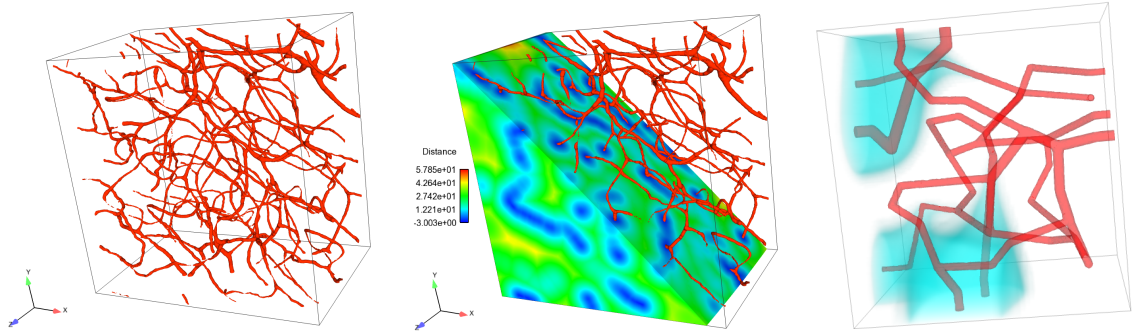 Y
X
Z
Distance
5.785e+01
4.264e+01
2.742e+01
1.221e+01
-3.003e+00
Y
X
Z